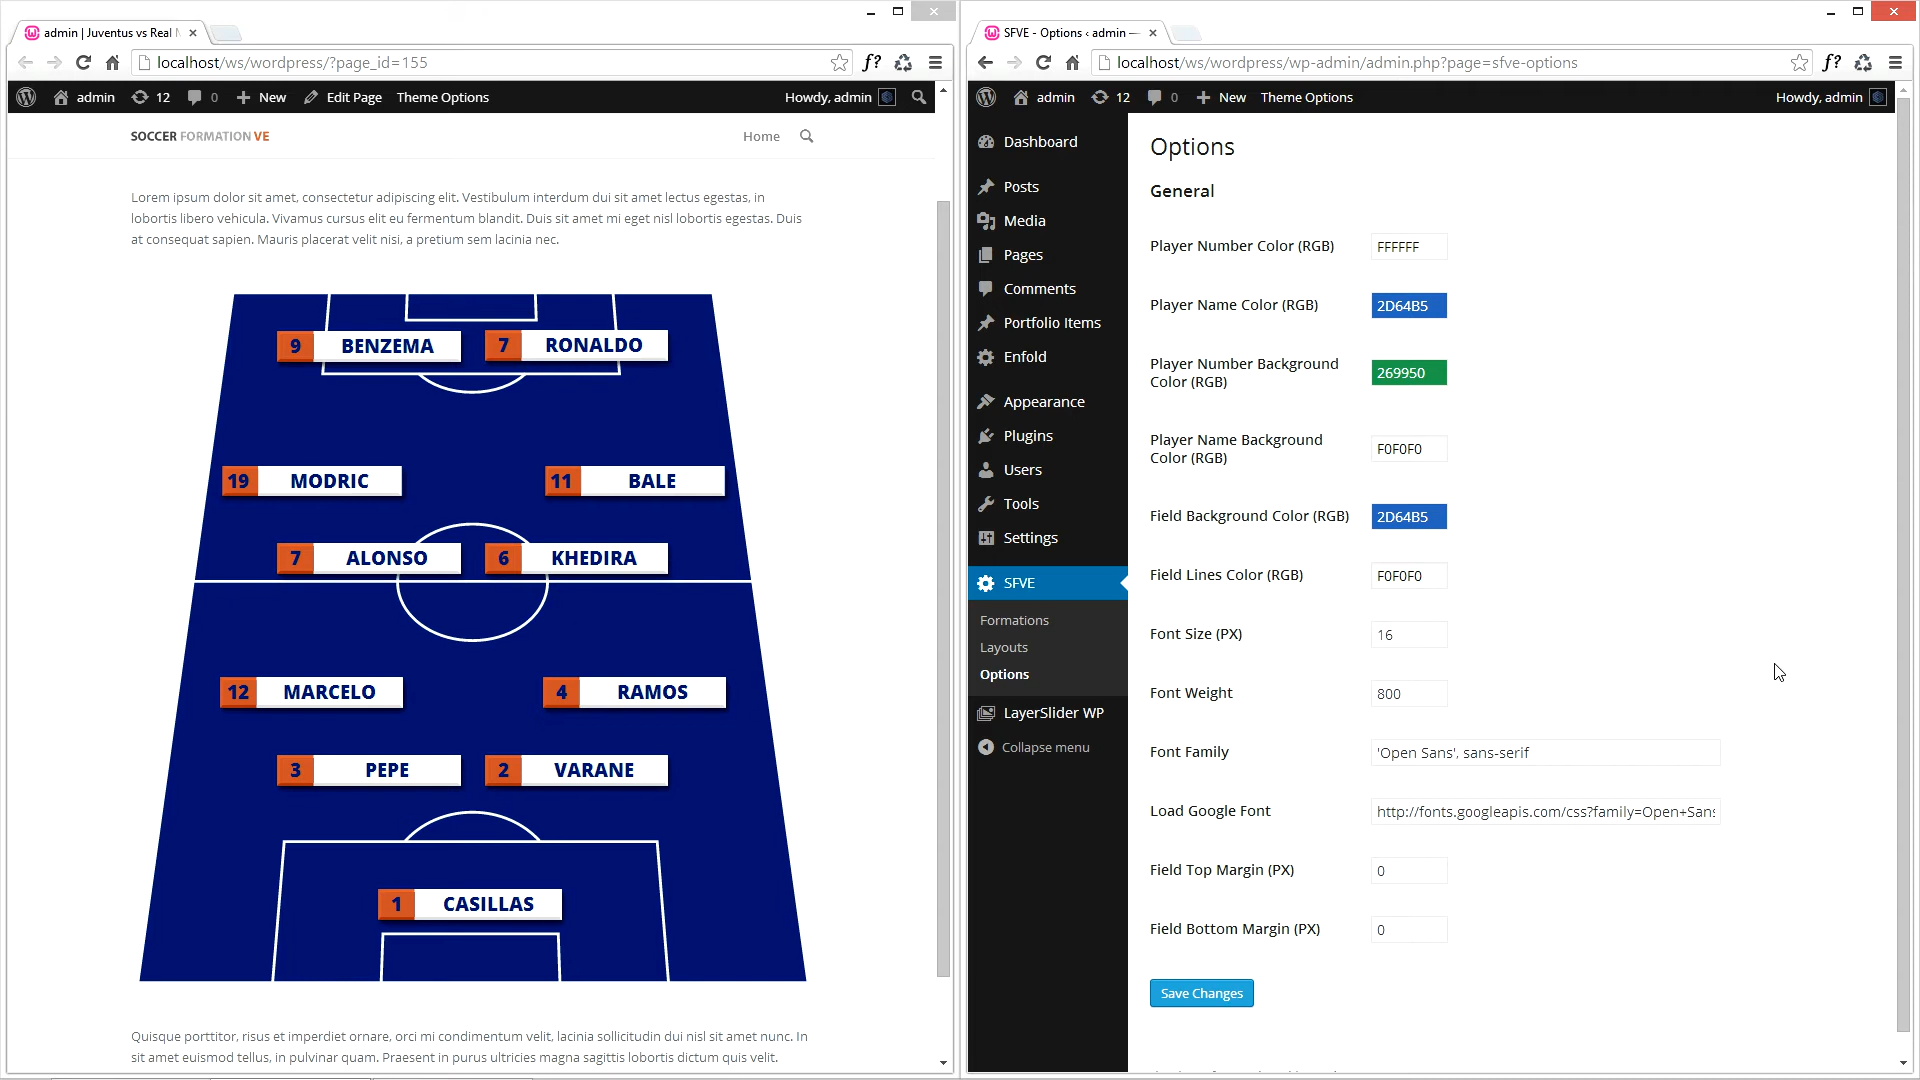 admin | Juventus vs Real
localhost/ws/wordpress/?page_id=155
admin 12 0 New Edit Page Theme Options Howdy, admin
SOCCER FORMATION VE Home
Lorem ipsum dolor sit amet, consectetur adipiscing elit. Vestibulum interdum dui sit amet lectus egestas, in
lobortis libero vehicula. Vivamus cursus elit eu fermentum blandit. Duis sit amet mi eget nisl lobortis egestas. Duis
at consequat sapien. Mauris placerat velit nisi, a pretium sem lacinia nec.
9 BENZEMA 7 RONALDO
19 MODRIC 11 BALE
7 ALONSO 6 KHEDIRA
12 MARCELO 4 RAMOS
3 PEPE 2 VARANE
1 CASILLAS
Quisque porttitor, risus et imperdiet ornare, orci mi condimentum velit, lacinia sollicitudin dui nisl sit amet nunc. In
sit amet euismod tellus, in pulvinar quam. Praesent in purus ultricies magna sagittis lobortis dictum quis velit.
SFVE - Options ‹ admin —
f?
localhost/ws/wordpress/wp-admin/admin.php?page=sfve-options
f?
admin 12 0 New Theme Options Howdy, admin
Dashboard
Posts
Media
Pages
Comments
Portfolio Items
Enfold
Appearance
Plugins
Users
Tools
Settings
SFVE
Formations
Layouts
Options
LayerSlider WP
Collapse menu
Options
General
Player Number Color (RGB) FFFFFF
Player Name Color (RGB) 2D64B5
Player Number Background
Color (RGB) 269950
Player Name Background
Color (RGB) F0F0F0
Field Background Color (RGB) 2D64B5
Field Lines Color (RGB) F0F0F0
Font Size (PX) 16
Font Weight 800
Font Family 'Open Sans', sans-serif
Load Google Font http://fonts.googleapis.com/css?family=Open+Sans
Field Top Margin (PX) 0
Field Bottom Margin (PX) 0
Save Changes